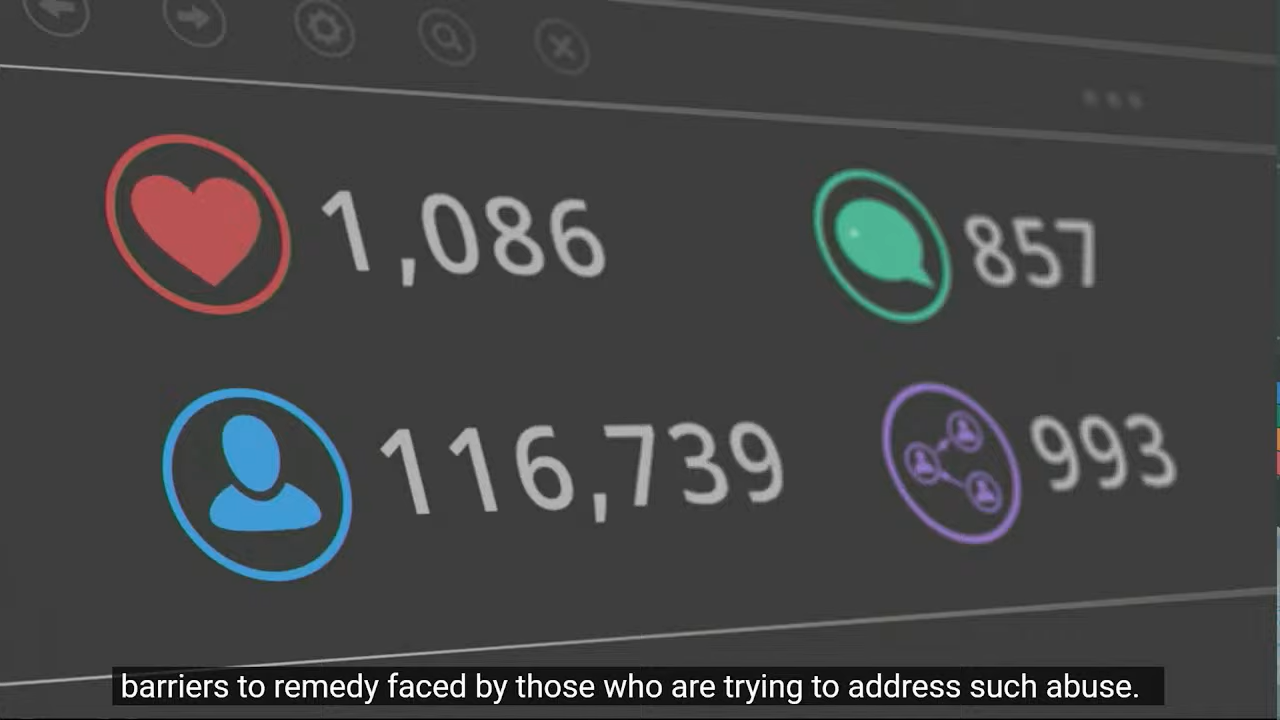 1,086
857
116,739
993
barriers to remedy faced by those who are trying to address such abuse.